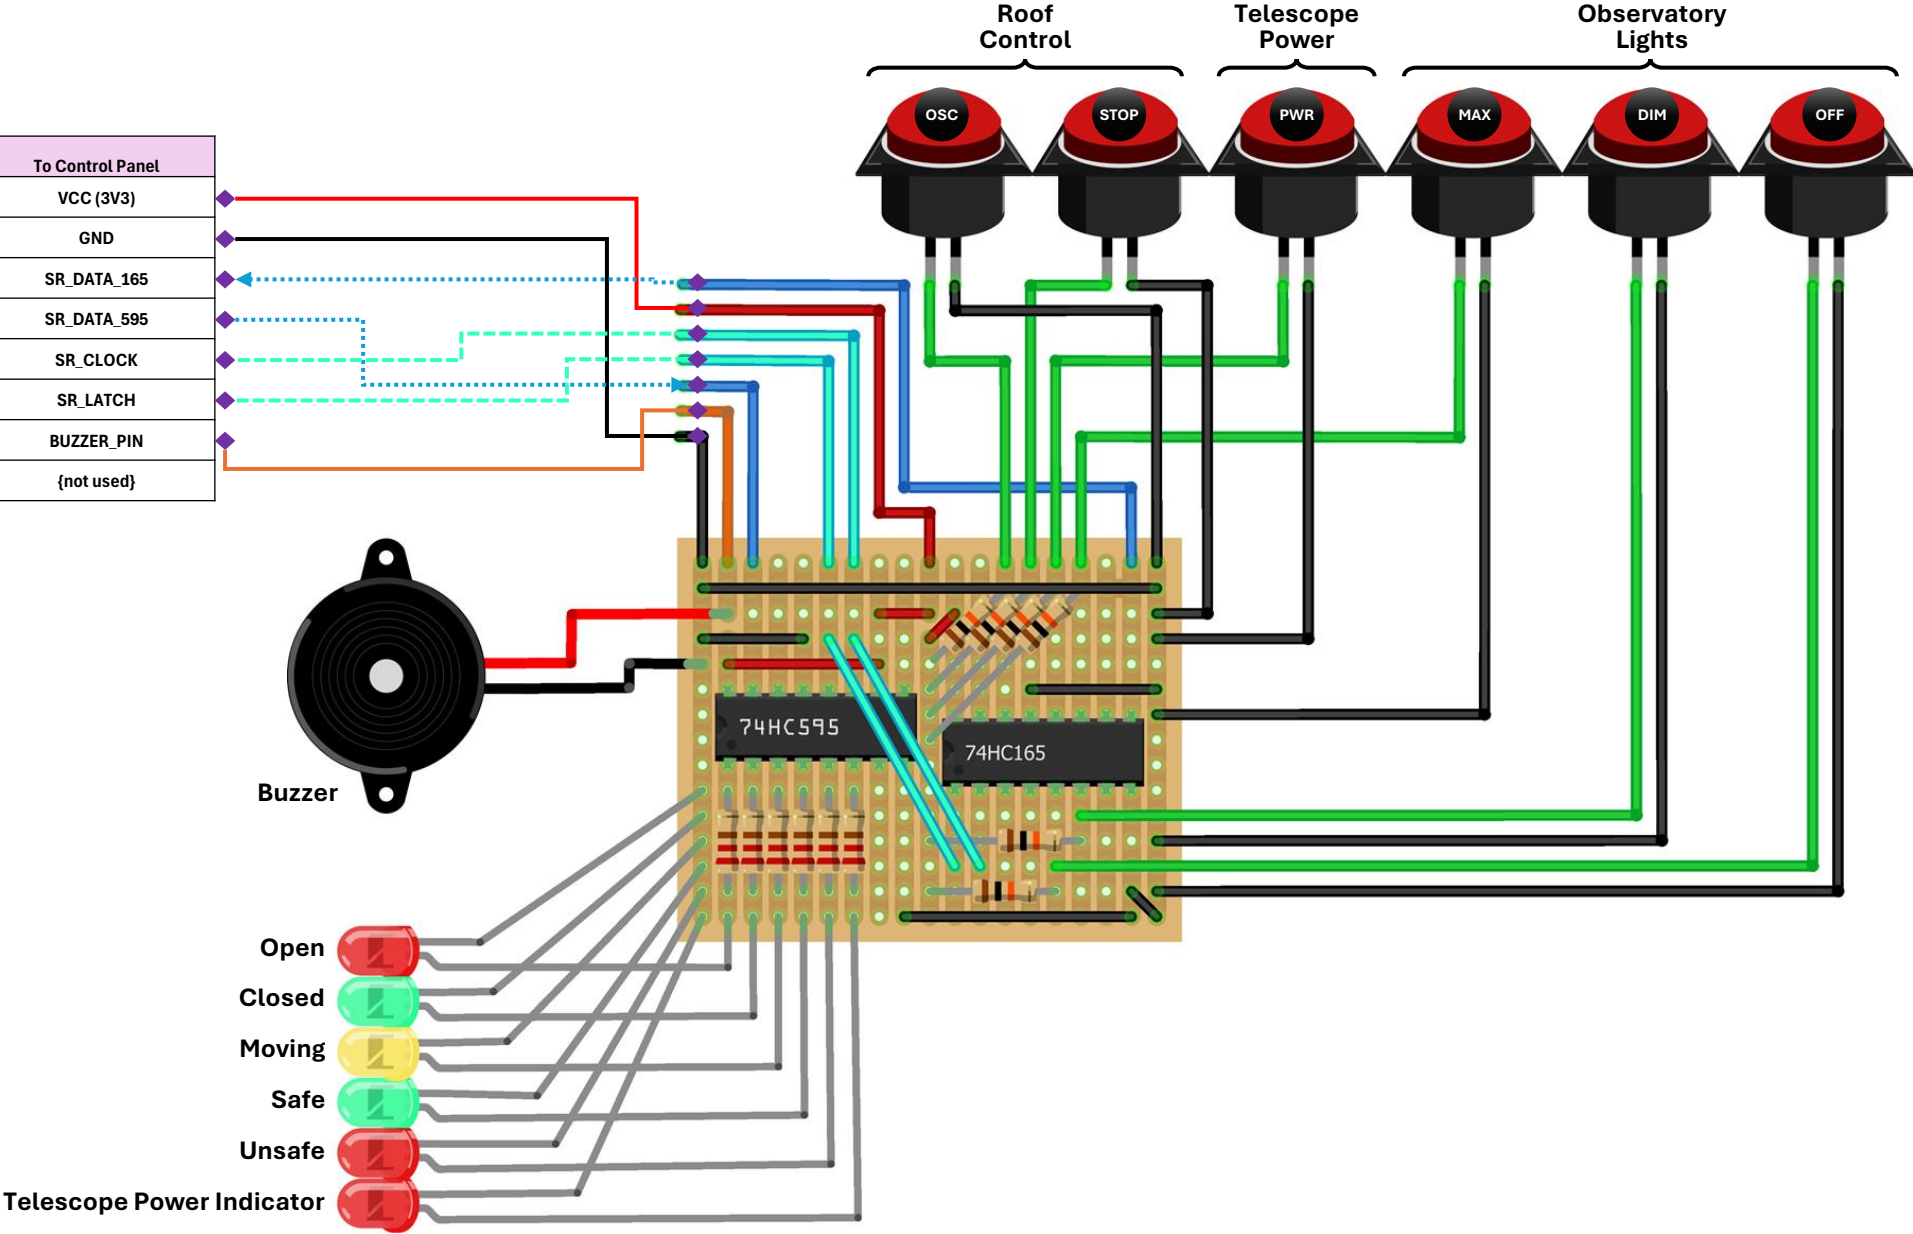 Roof
Control
Telescope
Power
Observatory
Lights
OSC
STOP
PWR
MAX
DIM
OFF
To Control Panel
VCC (3V3)
GND
SR_DATA_165
SR_DATA_595
SR_CLOCK
SR_LATCH
BUZZER_PIN
{not used}
74HC595
74HC165
Buzzer
Open
Closed
Moving
Safe
Unsafe
Telescope Power Indicator